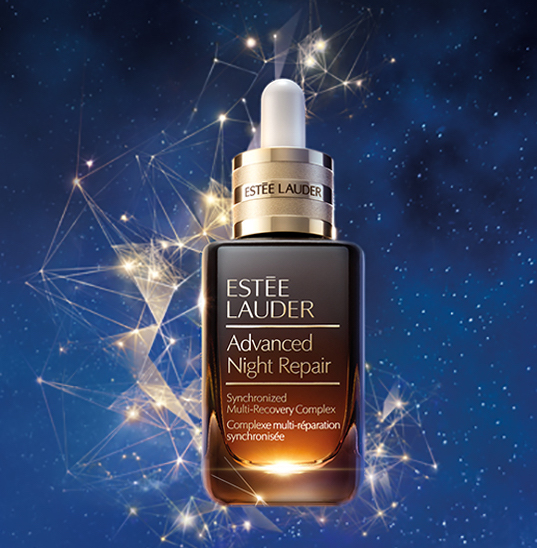 ESTĒE LAUDER
ESTĒE
LAUDER
Advanced
Night Repair
Synchronized
Multi-Recovery Complex
Complexe multi-réparation
synchronisée